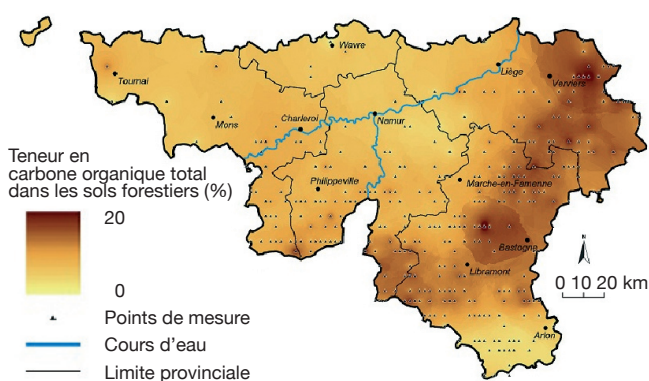 Wavre
Tournai
Liège
Verviers
Mons
Charleroi
Namur
Teneur en
carbone organique total
dans les sols forestiers (%)
Philippeville
Marche-en-Famenne
20
Bastogne
Libramont
0
0 10 20 km
Points de mesure
Arlon
Cours d'eau
Limite provinciale